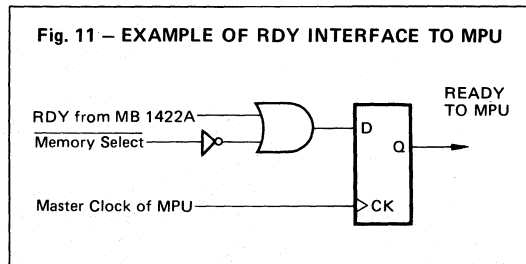 Fig. 11 – EXAMPLE OF RDY INTERFACE TO MPU
READY
TO MPU
RDY from MB 1422A
Memory Select
D
Q
Master Clock of MPU
CK